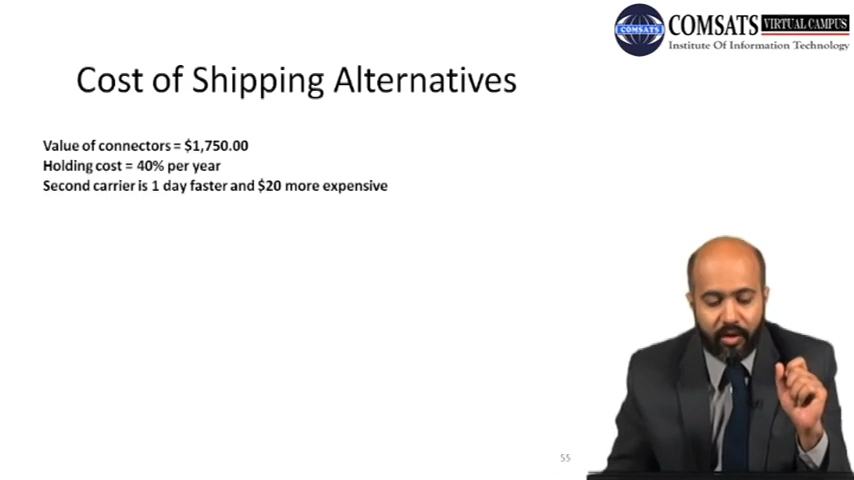 COMSATS
COMSATS VIRTUAL CAMPUS
Institute Of Information Technology
Cost of Shipping Alternatives
Value of connectors = $1,750.00
Holding cost = 40% per year
Second carrier is 1 day faster and $20 more expensive
55